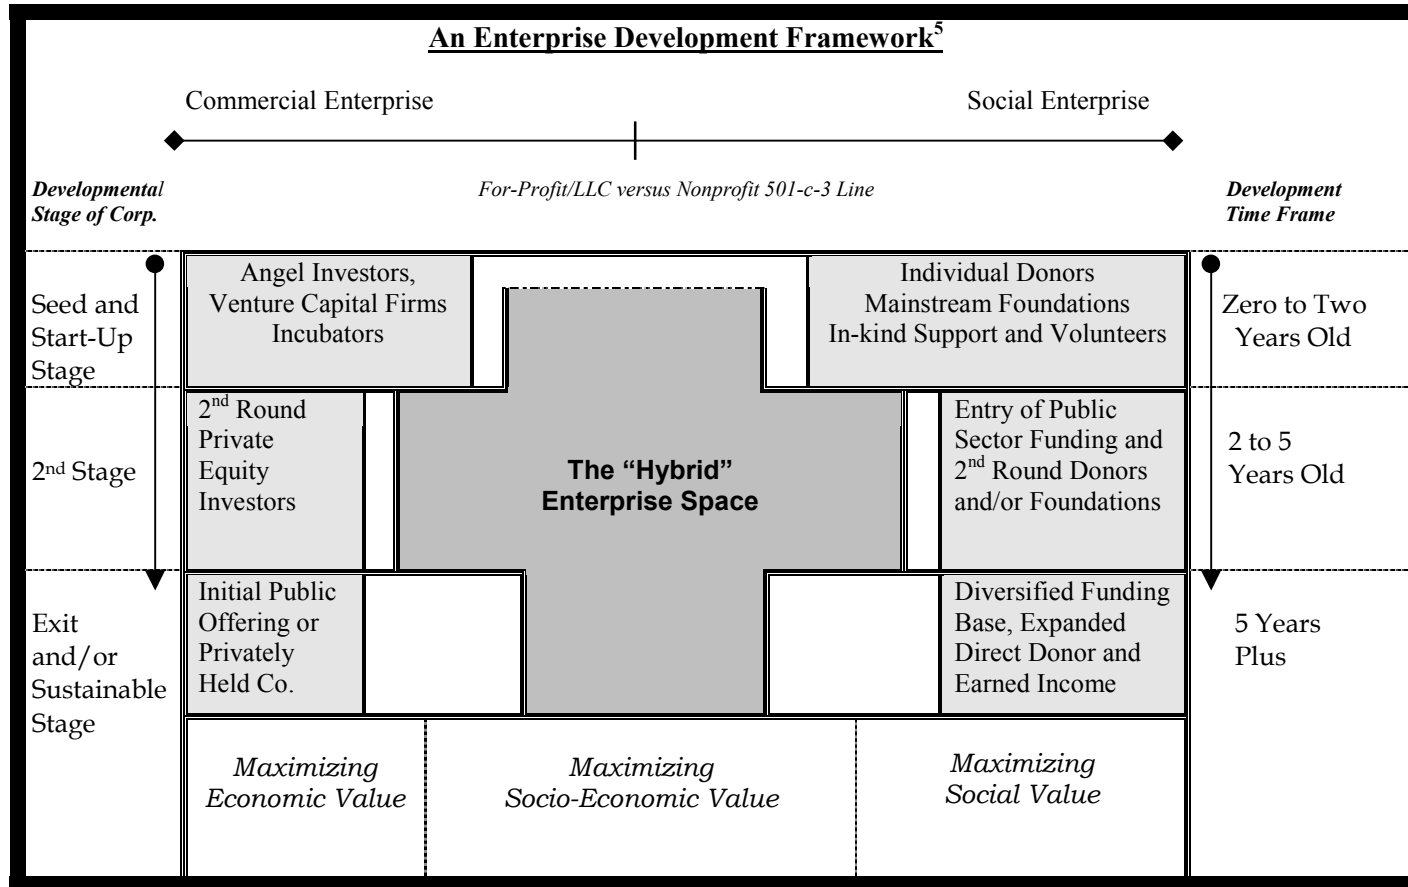 An Enterprise Development Framework5
Commercial Enterprise
Social Enterprise
Developmental
Stage of Corp.
For-Profit/LLC versus Nonprofit 501-c-3 Line
Development
Time Frame
Seed and
Start-Up
Stage
Angel Investors,
Venture Capital Firms
Incubators
Individual Donors
Mainstream Foundations
In-kind Support and Volunteers
Zero to Two
Years Old
2nd Stage
2nd Round
Private
Equity
Investors
The “Hybrid”
Enterprise Space
Entry of Public
Sector Funding and
2nd Round Donors
and/or Foundations
2 to 5
Years Old
Exit
and/or
Sustainable
Stage
Initial Public
Offering or
Privately
Held Co.
Diversified Funding
Base, Expanded
Direct Donor and
Earned Income
5 Years
Plus
Maximizing
Economic Value
Maximizing
Socio-Economic Value
Maximizing
Social Value